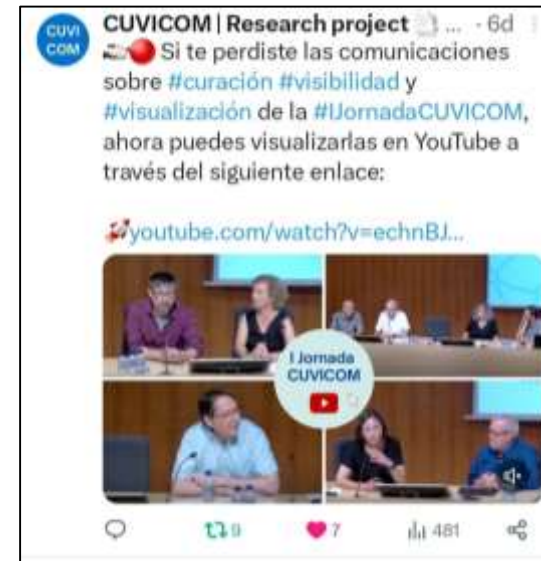 CUVI
COM
CUVICOM | Research project ... · 6d
Si te perdiste las comunicaciones
sobre #curación #visibilidad y
#visualización de la #IJornadaCUVICOM,
ahora puedes visualizarlas en YouTube a
través del siguiente enlace:
youtube.com/watch?v=echnBJ...
I Jornada
CUVICOM
9 7 481